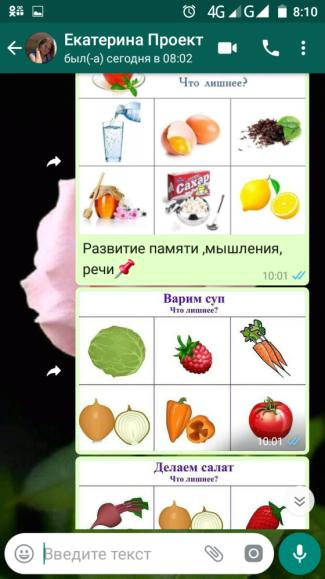 4G G 8:10
Екатерина Проект
был(-а) сегодня в 08:02
Что лишнее?
Сахар
Развитие памяти ,мышления,
речи
10:01
Варим суп
Что лишнее?
10:01
Делаем салат
Что лишнее?
Введите текст